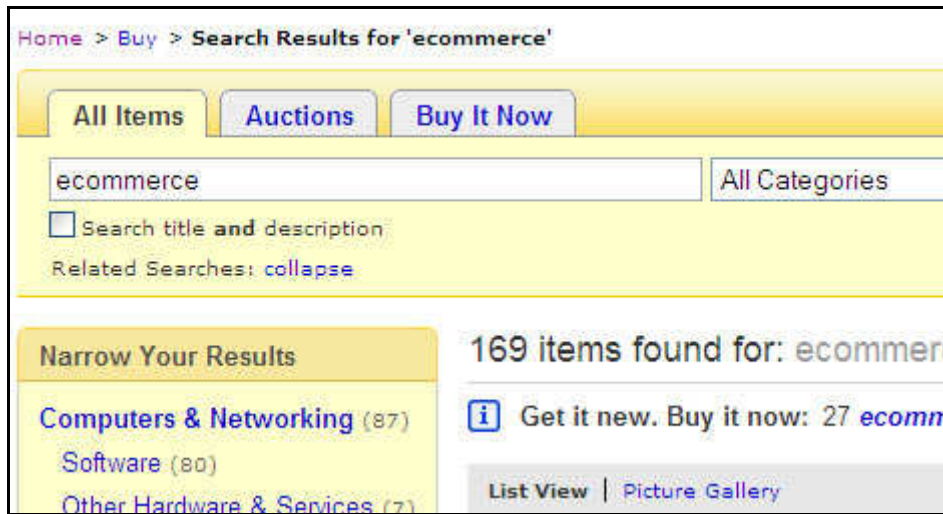 Home > Buy > Search Results for 'ecommerce'
All Items Auctions Buy It Now
ecommerce All Categories
Search title and description
Related Searches: collapse
Narrow Your Results
Computers & Networking (87)
Software (80)
Other Hardware & Services (7)
169 items found for: ecommer
Get it new. Buy it now: 27 ecomm
List View | Picture Gallery